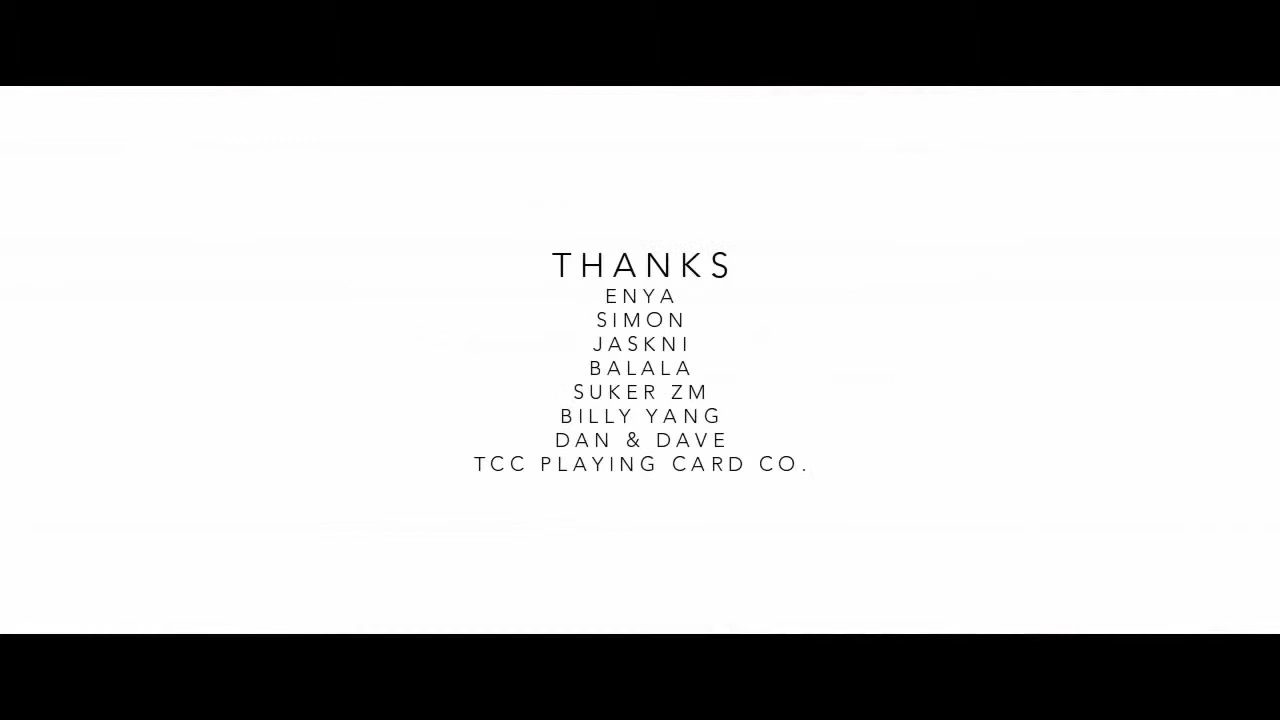 THANKS
ENYA
SIMON
JASKNI
BALALA
SUKER ZM
BILLY YANG
DAN & DAVE
TCC PLAYING CARD CO.